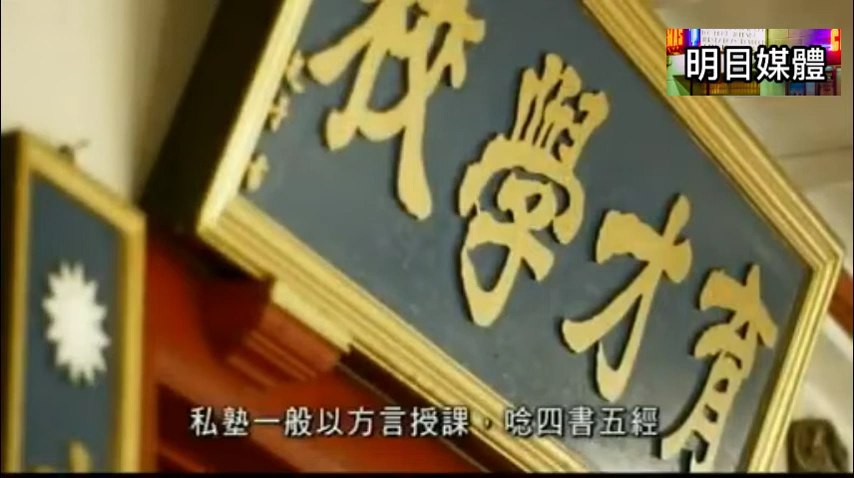 明日媒體
育才學校
私塾一般以方言授課，唸四書五經